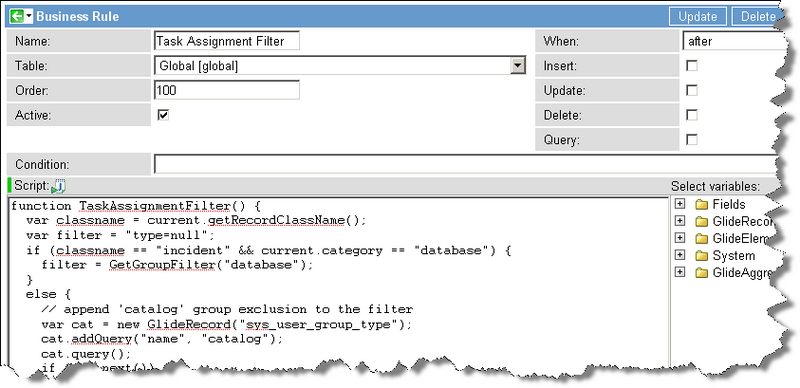 Business Rule Update Delete
Name: Task Assignment Filter When: after
Table: Global [global] Insert:
Order: 100 Update:
Active: Delete:
Query:
Condition:
Script: Select variables:
function TaskAssignmentFilter() {
var classname = current.getRecordClassName();
var filter = "type=null";
if (classname == "incident" && current.category == "database") {
filter = GetGroupFilter("database");
}
else {
// append 'catalog' group exclusion to the filter
var cat = new GlideRecord("sys_user_group_type");
cat.addQuery("name", "catalog");
cat.query();
if
Fields
GlideRecor
GlideElem
System
GlideAggre